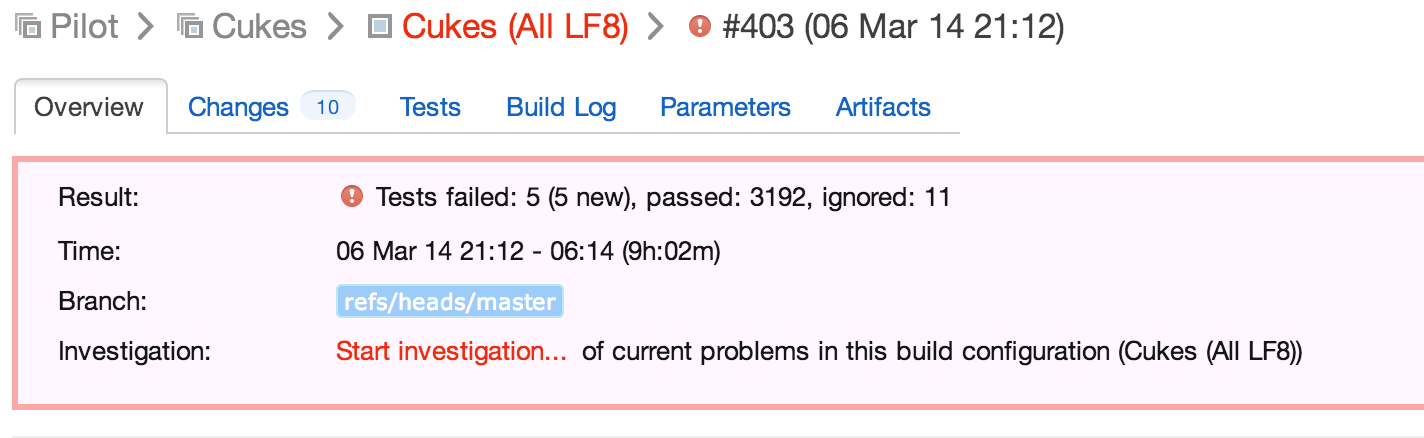 Pilot Cukes Cukes (All LF8) #403 (06 Mar 14 21:12)
Overview Changes 10 Tests Build Log Parameters Artifacts
Result: Tests failed: 5 (5 new), passed: 3192, ignored: 11
Time: 06 Mar 14 21:12 - 06:14 (9h:02m)
Branch: refs/heads/master
Investigation: Start investigation... of current problems in this build configuration (Cukes (All LF8))